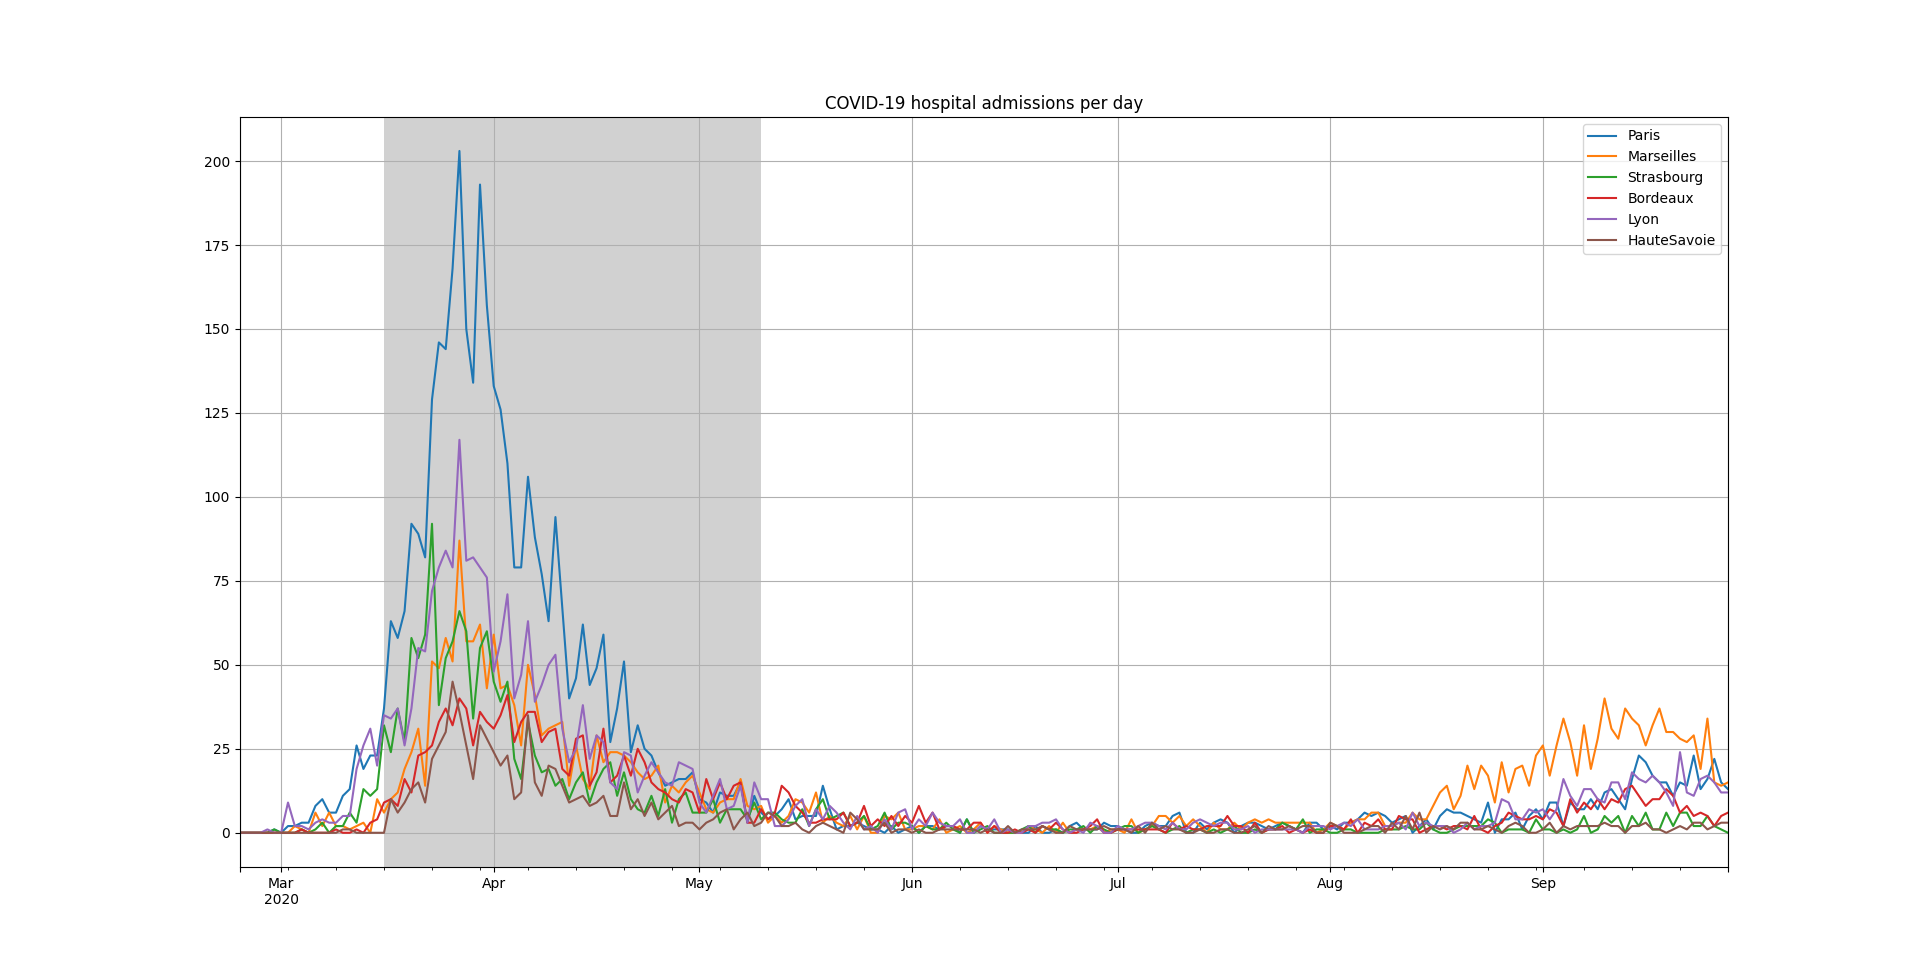 COVID-19 hospital admissions per day
Paris
Marseilles
Strasbourg
Bordeaux
Lyon
HauteSavoie
200
175
150
125
100
75
50
25
0
Mar Apr May Jun Jul Aug Sep
2020